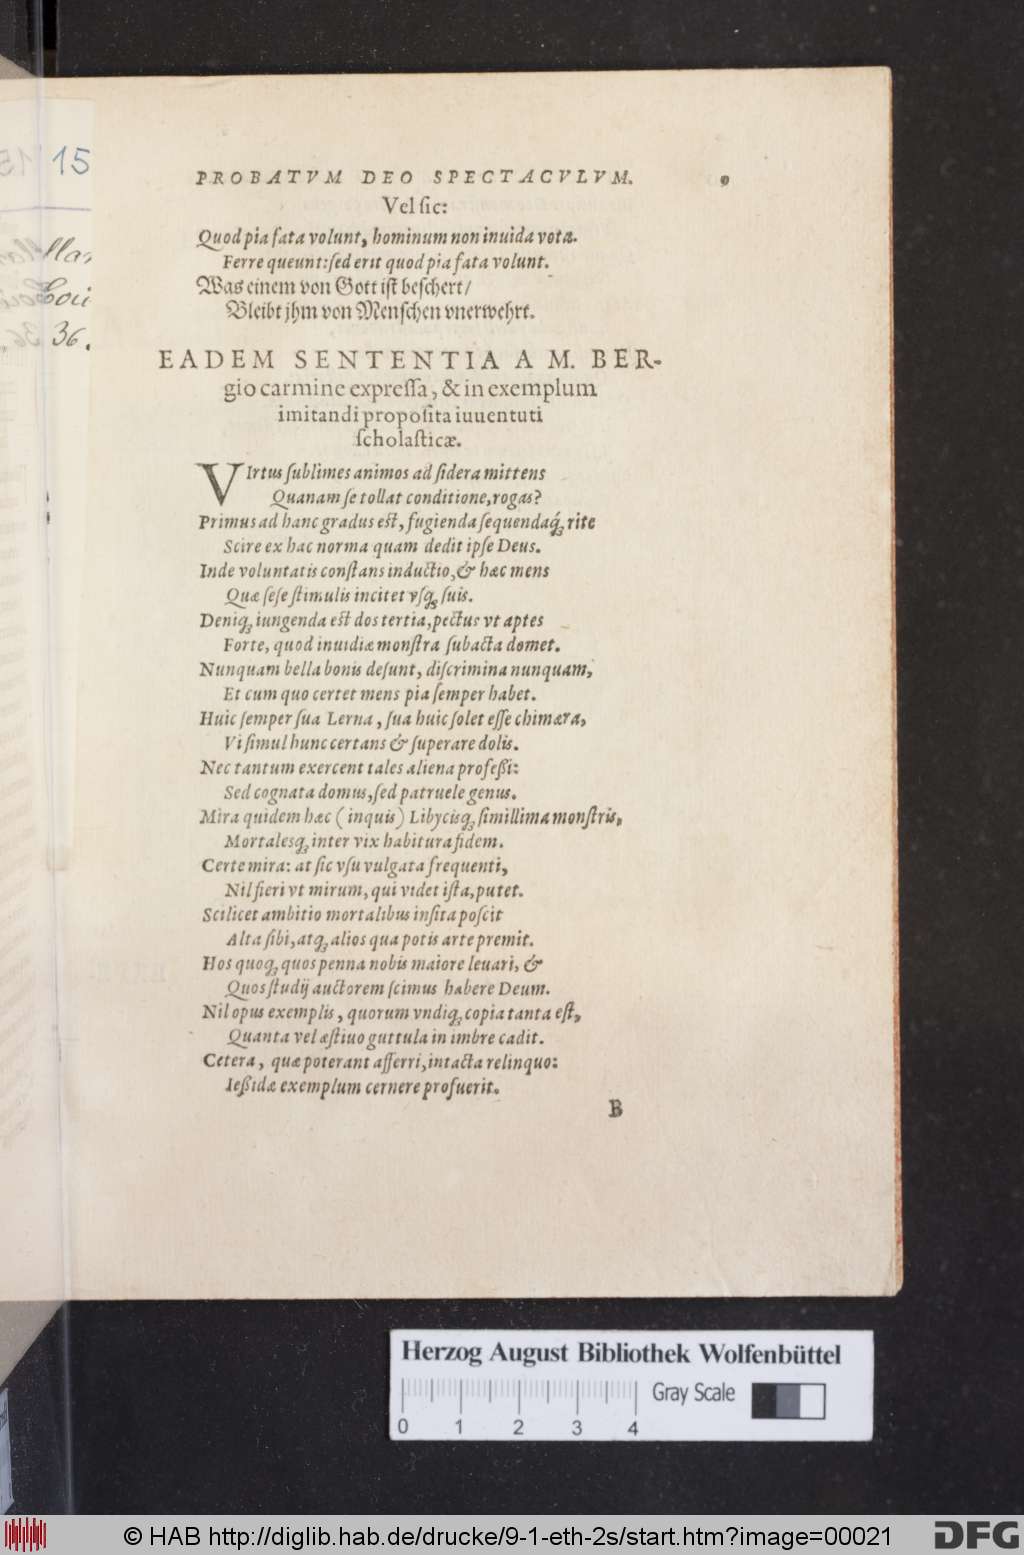 15
36.
PROBATVM DEO SPECTACVLVM. 9
Vel ſic:
Quod pia fata volunt, hominum non inuida vota.
Ferre queunt: ſed erit quod pia fata volunt.
Was einem von Gott iſt beſchert/
Bleibt jhm von Menſchen vnerwehrt.
EADEM SENTENTIA A M. BER-
gio carmine expreſſa, & in exemplum
imitandi propoſita iuuentuti
ſcholaſticæ.
VIrtus ſublimes animos ad ſidera mittens
Quanam ſe tollat conditione, rogas?
Primus ad hanc gradus eſt, fugienda ſequendaq́ꝫ rite
Scire ex hac norma quam dedit ipſe Deus.
Inde voluntatis conſtans inductio, & hæc mens
Quæ ſeſe ſtimulis incitet vſqꝫ ſuis.
Deniqꝫ iungenda eſt dos tertia, pectus vt aptes
Forte, quod inuidiæ monſtra ſubacta domet.
Nunquam bella bonis deſunt, diſcrimina nunquam,
Et cum quo certet mens pia ſemper habet.
Huic ſemper ſua Lerna, ſua huic ſolet eſſe chimæra,
Vi ſimul hunc certans & ſuperare dolis.
Nec tantum exercent tales aliena profeßi:
Sed cognata domus, ſed patruele genus.
Mira quidem hæc (inquis) Libyciſqꝫ ſimillima monſtris,
Mortaleſqꝫ inter vix habitura fidem.
Certe mira: at ſic vſu vulgata frequenti,
Nil fieri vt mirum, qui videt iſta, putet.
Scilicet ambitio mortalibus inſita poſcit
Alta ſibi, atqꝫ alios qua potis arte premit.
Hos quoqꝫ quos penna nobis maiore leuari, &
Quos ſtudij auctorem ſcimus habere Deum.
Nil opus exemplis, quorum vndiqꝫ copia tanta eſt,
Quanta vel æſtiuo guttula in imbre cadit.
Cetera, quæ poterant afferri, intacta relinquo:
Ießidæ exemplum cernere profuerit.
B
Herzog August Bibliothek Wolfenbüttel
Gray Scale
0 1 2 3 4
© HAB http://diglib.hab.de/drucke/9-1-eth-2s/start.htm?image=00021
DFG